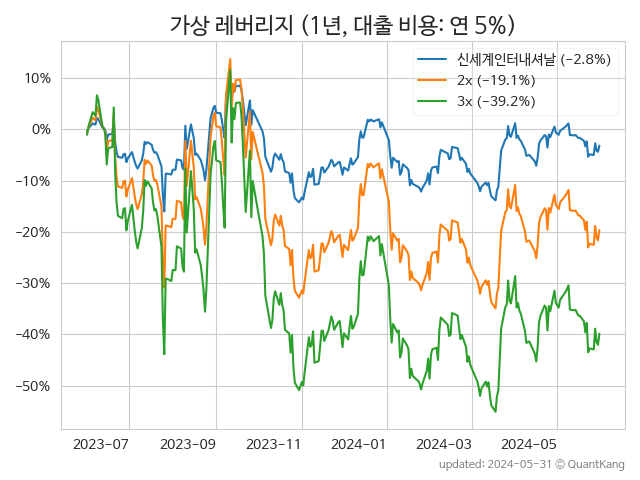 가상 레버리지 (1년, 대출 비용: 연 5%)
신세계인터내셔날 (−2.8%)
2x (−19.1%)
3x (−39.2%)
10%
0%
−10%
−20%
−30%
−40%
−50%
2023-07 2023-09 2023-11 2024-01 2024-03 2024-05
updated: 2024-05-31 © QuantKang